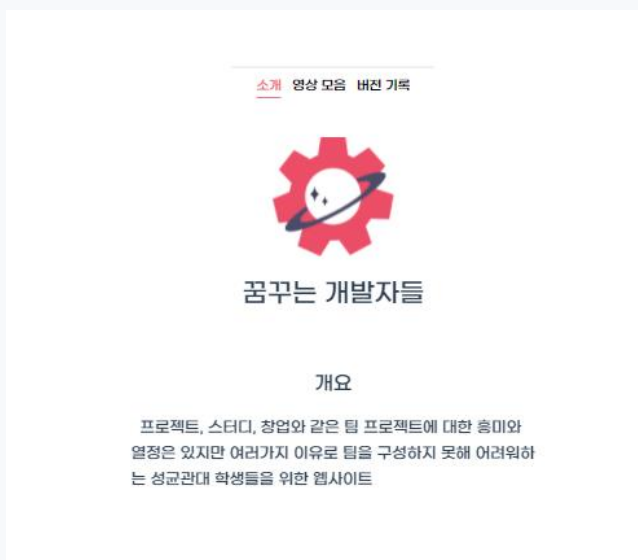 소개 영상 모음 버전 기록
꿈꾸는 개발자들
개요
프로젝트, 스터디, 창업와 같은 팀 프로젝트에 대한 흥미와
열정은 있지만 여러가지 이유로 팀을 구성하지 못해 어려워하
는 성균관대 학생들을 위한 웹사이트